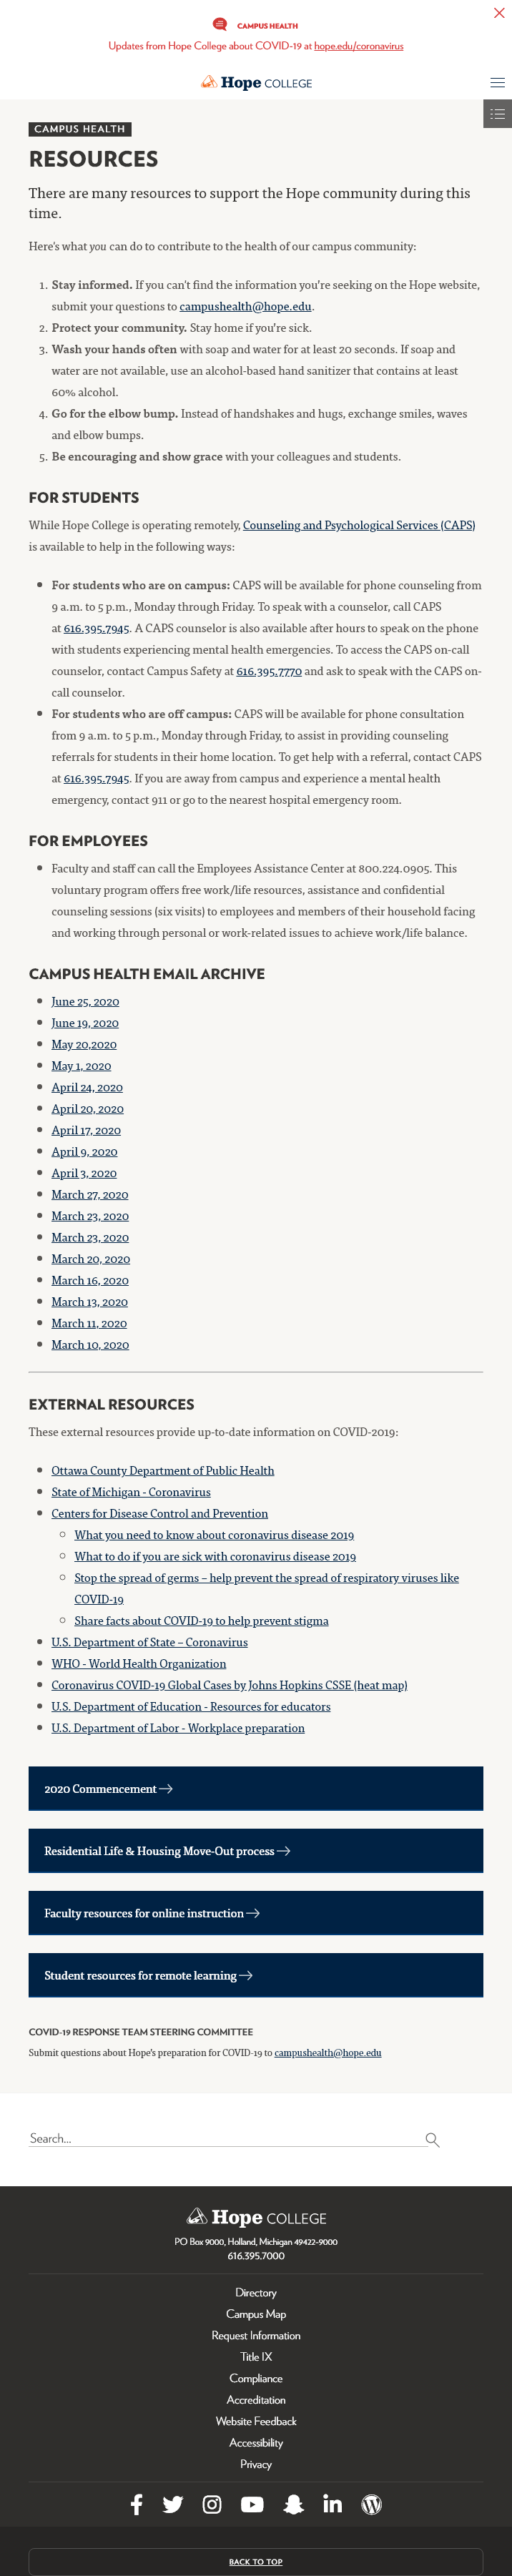 CAMPUS HEALTH
Updates from Hope College about COVID-19 at hope.edu/coronavirus
Hope COLLEGE
CAMPUS HEALTH
RESOURCES
There are many resources to support the Hope community during this
time.
Here's what you can do to contribute to the health of our campus community:
1. Stay informed. If you can't find the information you're seeking on the Hope website,
submit your questions to campushealth@hope.edu.
2. Protect your community. Stay home if you're sick.
3. Wash your hands often with soap and water for at least 20 seconds. If soap and
water are not available, use an alcohol-based hand sanitizer that contains at least
60% alcohol.
4. Go for the elbow bump. Instead of handshakes and hugs, exchange smiles, waves
and elbow bumps.
5. Be encouraging and show grace with your colleagues and students.
FOR STUDENTS
While Hope College is operating remotely, Counseling and Psychological Services (CAPS)
is available to help in the following ways:
For students who are on campus: CAPS will be available for phone counseling from
9 a.m. to 5 p.m., Monday through Friday. To speak with a counselor, call CAPS
at 616.395.7945. A CAPS counselor is also available after hours to speak on the phone
with students experiencing mental health emergencies. To access the CAPS on-call
counselor, contact Campus Safety at 616.395.7770 and ask to speak with the CAPS on-
call counselor.
For students who are off campus: CAPS will be available for phone consultation
from 9 a.m. to 5 p.m., Monday through Friday, to assist in providing counseling
referrals for students in their home location. To get help with a referral, contact CAPS
at 616.395.7945. If you are away from campus and experience a mental health
emergency, contact 911 or go to the nearest hospital emergency room.
FOR EMPLOYEES
Faculty and staff can call the Employees Assistance Center at 800.224.0905. This
voluntary program offers free work/life resources, assistance and confidential
counseling sessions (six visits) to employees and members of their household facing
and working through personal or work-related issues to achieve work/life balance.
CAMPUS HEALTH EMAIL ARCHIVE
June 25, 2020
June 19, 2020
May 20,2020
May 1, 2020
April 24, 2020
April 20, 2020
April 17, 2020
April 9, 2020
April 3, 2020
March 27, 2020
March 23, 2020
March 23, 2020
March 20, 2020
March 16, 2020
March 13, 2020
March 11, 2020
March 10, 2020
EXTERNAL RESOURCES
These external resources provide up-to-date information on COVID-2019:
Ottawa County Department of Public Health
State of Michigan - Coronavirus
Centers for Disease Control and Prevention
What you need to know about coronavirus disease 2019
What to do if you are sick with coronavirus disease 2019
Stop the spread of germs – help prevent the spread of respiratory viruses like
COVID-19
Share facts about COVID-19 to help prevent stigma
U.S. Department of State – Coronavirus
WHO - World Health Organization
Coronavirus COVID-19 Global Cases by Johns Hopkins CSSE (heat map)
U.S. Department of Education - Resources for educators
U.S. Department of Labor - Workplace preparation
2020 Commencement
Residential Life & Housing Move-Out process
Faculty resources for online instruction
Student resources for remote learning
COVID-19 RESPONSE TEAM STEERING COMMITTEE
Submit questions about Hope's preparation for COVID-19 to campushealth@hope.edu
Search...
Hope COLLEGE
PO Box 9000, Holland, Michigan 49422-9000
616.395.7000
Directory
Campus Map
Request Information
Title IX
Compliance
Accreditation
Website Feedback
Accessibility
Privacy
BACK TO TOP